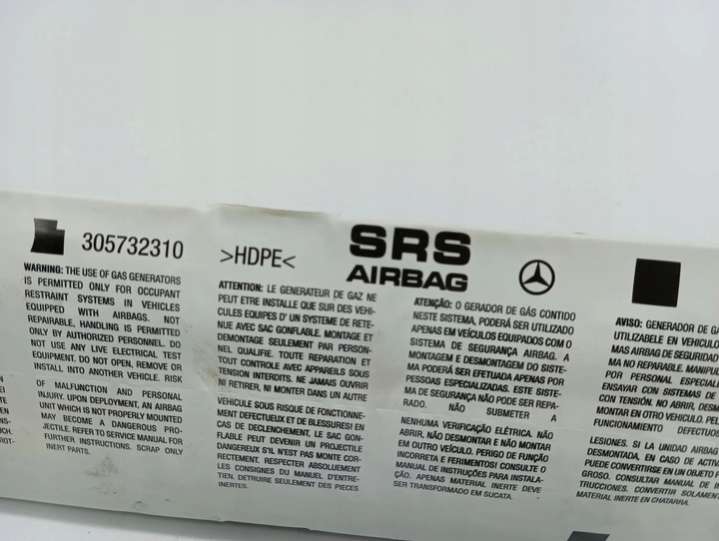 305732310
>HDPE<
SRS
AIRBAG
WARNING: THE USE OF GAS GENERATORS
IS PERMITTED ONLY FOR OCCUPANT
RESTRAINT SYSTEMS IN VEHICLES
EQUIPPED WITH AIRBAGS. NOT
REPAIRABLE. HANDLING IS PERMITTED
ONLY BY AUTHORIZED PERSONNEL. DO
NOT USE ANY LIVE ELECTRICAL TEST
EQUIPMENT. DO NOT OPEN, REMOVE OR
INSTALL INTO ANOTHER VEHICLE. RISK
OF MALFUNCTION AND PERSONAL
INJURY. UPON DEPLOYMENT, AN AIRBAG
UNIT WHICH IS NOT PROPERLY MOUNTED
MAY BECOME A DANGEROUS PRO-
JECTILE. REFER TO SERVICE MANUAL FOR
FURTHER INSTRUCTIONS. SCRAP ONLY
INERT PARTS.
ATTENTION: LE GENERATEUR DE GAZ NE
PEUT ETRE INSTALLE QUE SUR DES VEHI-
CULES EQUIPES D'UN SYSTEME DE RETE-
NUE AVEC SAC GONFLABLE. MONTAGE ET
DEMONTAGE SEULEMENT PAR PERSON-
NEL QUALIFIE. TOUTE REPARATION ET
TOUT CONTROLE AVEC APPAREILS SOUS
TENSION INTERDITS. NE JAMAIS OUVRIR
NI RETIRER, NI MONTER DANS UN AUTRE
VEHICULE SOUS RISQUE DE FONCTIONNE-
MENT DEFECTUEUX ET DE BLESSURES! EN
CAS DE DECLENCHEMENT, LE SAC GON-
FLABLE PEUT DEVENIR UN PROJECTILE
DANGEREUX S'IL N'EST PAS MONTE COR-
RECTEMENT. RESPECTER ABSOLUEMENT
LES CONSIGNES DU MANUEL D'ENTRE-
TIEN, DETRUIRE SEULEMENT DES PIECES
INERTES.
ATENÇÃO: O GERADOR DE GÁS CONTIDO
NESTE SISTEMA, PODERÁ SER UTILIZADO
APENAS EM VEÍCULOS EQUIPADOS COM O
SISTEMA DE SEGURANÇA AIRBAG. A
MONTAGEM E DESMONTAGEM DO SISTE-
MA PODERÁ SER EFETUADA APENAS POR
PESSOAS ESPECIALIZADAS. ESTE SISTE-
MA DE SEGURANÇA NÃO PODE SER REPA-
RADO. NÃO SUBMETER A
NENHUMA VERIFICAÇÃO ELÉTRICA. NÃO
ABRIR, NÃO DESMONTAR E NÃO MONTAR
EM OUTRO VEÍCULO. PERIGO DE FUNÇÃO
INCORRETA E FERIMENTOS! CONSULTE O
MANUAL DE INSTRUÇÕES PARA INSTALA-
ÇÃO. APENAS MATERIAL INERTE DEVE
SER TRANSFORMADO EM SUCATA.
AVISO: GENERADOR DE GA
UTILIZABLE EN VEHICULO
MAS AIRBAG DE SEGURIDAD
MA NO REPARABLE. MANIPUL
POR PERSONAL ESPECIAL
ENSAYAR CON SISTEMAS DE
CON TENSIÓN. NO ABRIR, DESM
MONTAR EN OTRO VEHICULO. PEL
FUNCIONAMIENTO DEFECTUO
LESIONES. SI LA UNIDAD AIRBAG
DESMONTADA, EN CASO DE ACTIV
PUEDE CONVERTIRSE EN UN OBJETO P
GROSO. CONSULTAR MANUAL DE IN
TRUCCIONES. CONVERTIR SOLAMEN
MATERIAL INERTE EN CHATARRA.